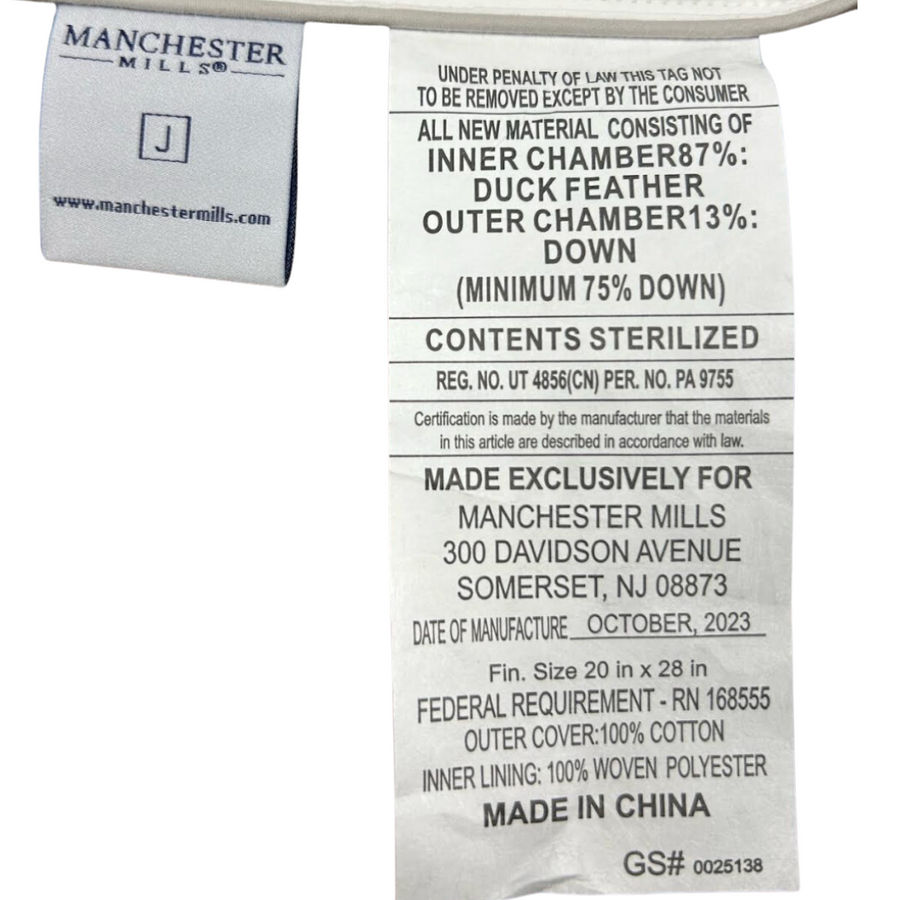 MANCHESTER
MILLS®
J
www.manchestermills.com
UNDER PENALTY OF LAW THIS TAG NOT
TO BE REMOVED EXCEPT BY THE CONSUMER
ALL NEW MATERIAL CONSISTING OF
INNER CHAMBER87%:
DUCK FEATHER
OUTER CHAMBER13%:
DOWN
(MINIMUM 75% DOWN)
CONTENTS STERILIZED
REG. NO. UT 4856(CN) PER. NO. PA 9755
Certification is made by the manufacturer that the materials
in this article are described in accordance with law.
MADE EXCLUSIVELY FOR
MANCHESTER MILLS
300 DAVIDSON AVENUE
SOMERSET, NJ 08873
DATE OF MANUFACTURE OCTOBER, 2023
Fin. Size 20 in x 28 in
FEDERAL REQUIREMENT - RN 168555
OUTER COVER:100% COTTON
INNER LINING: 100% WOVEN POLYESTER
MADE IN CHINA
GS# 0025138